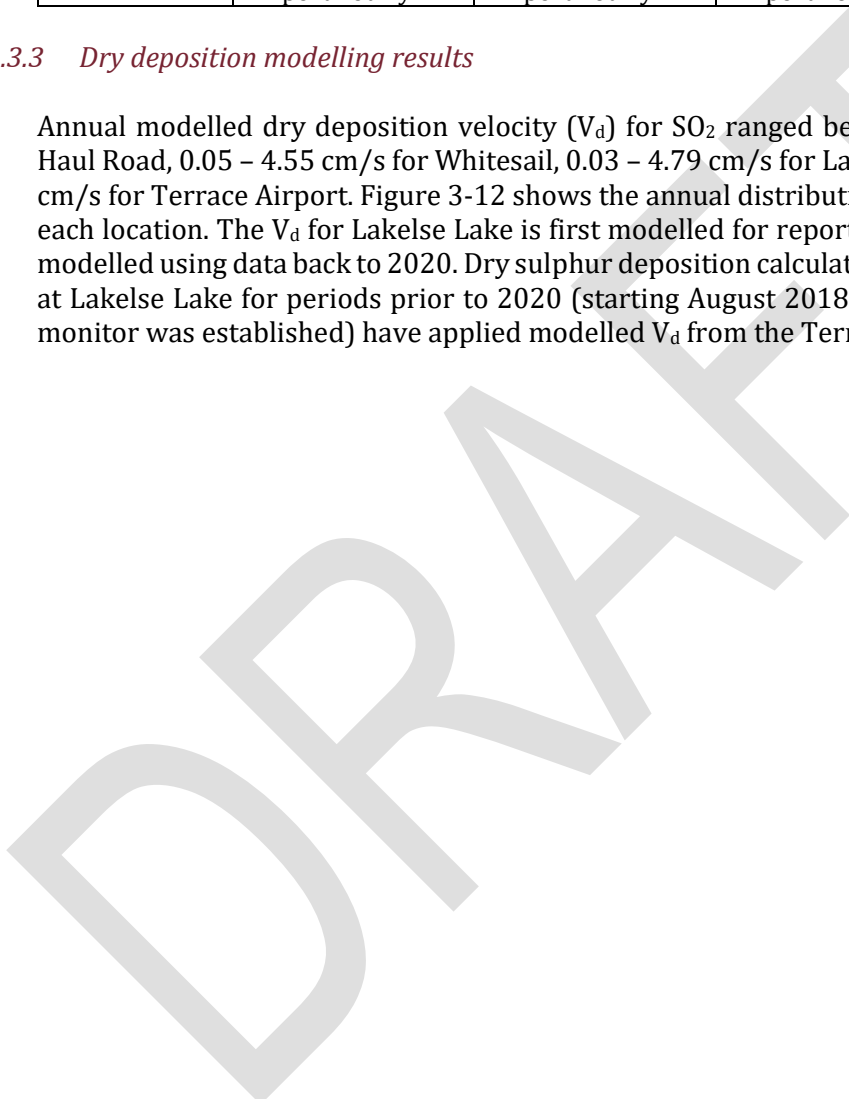 .3.3 Dry deposition modelling results
Annual modelled dry deposition velocity (Vd) for SO2 ranged be
Haul Road, 0.05 – 4.55 cm/s for Whitesail, 0.03 – 4.79 cm/s for La
cm/s for Terrace Airport. Figure 3-12 shows the annual distributi
each location. The Vd for Lakelse Lake is first modelled for report
modelled using data back to 2020. Dry sulphur deposition calculat
at Lakelse Lake for periods prior to 2020 (starting August 2018
monitor was established) have applied modelled Vd from the Terr
DRAFT